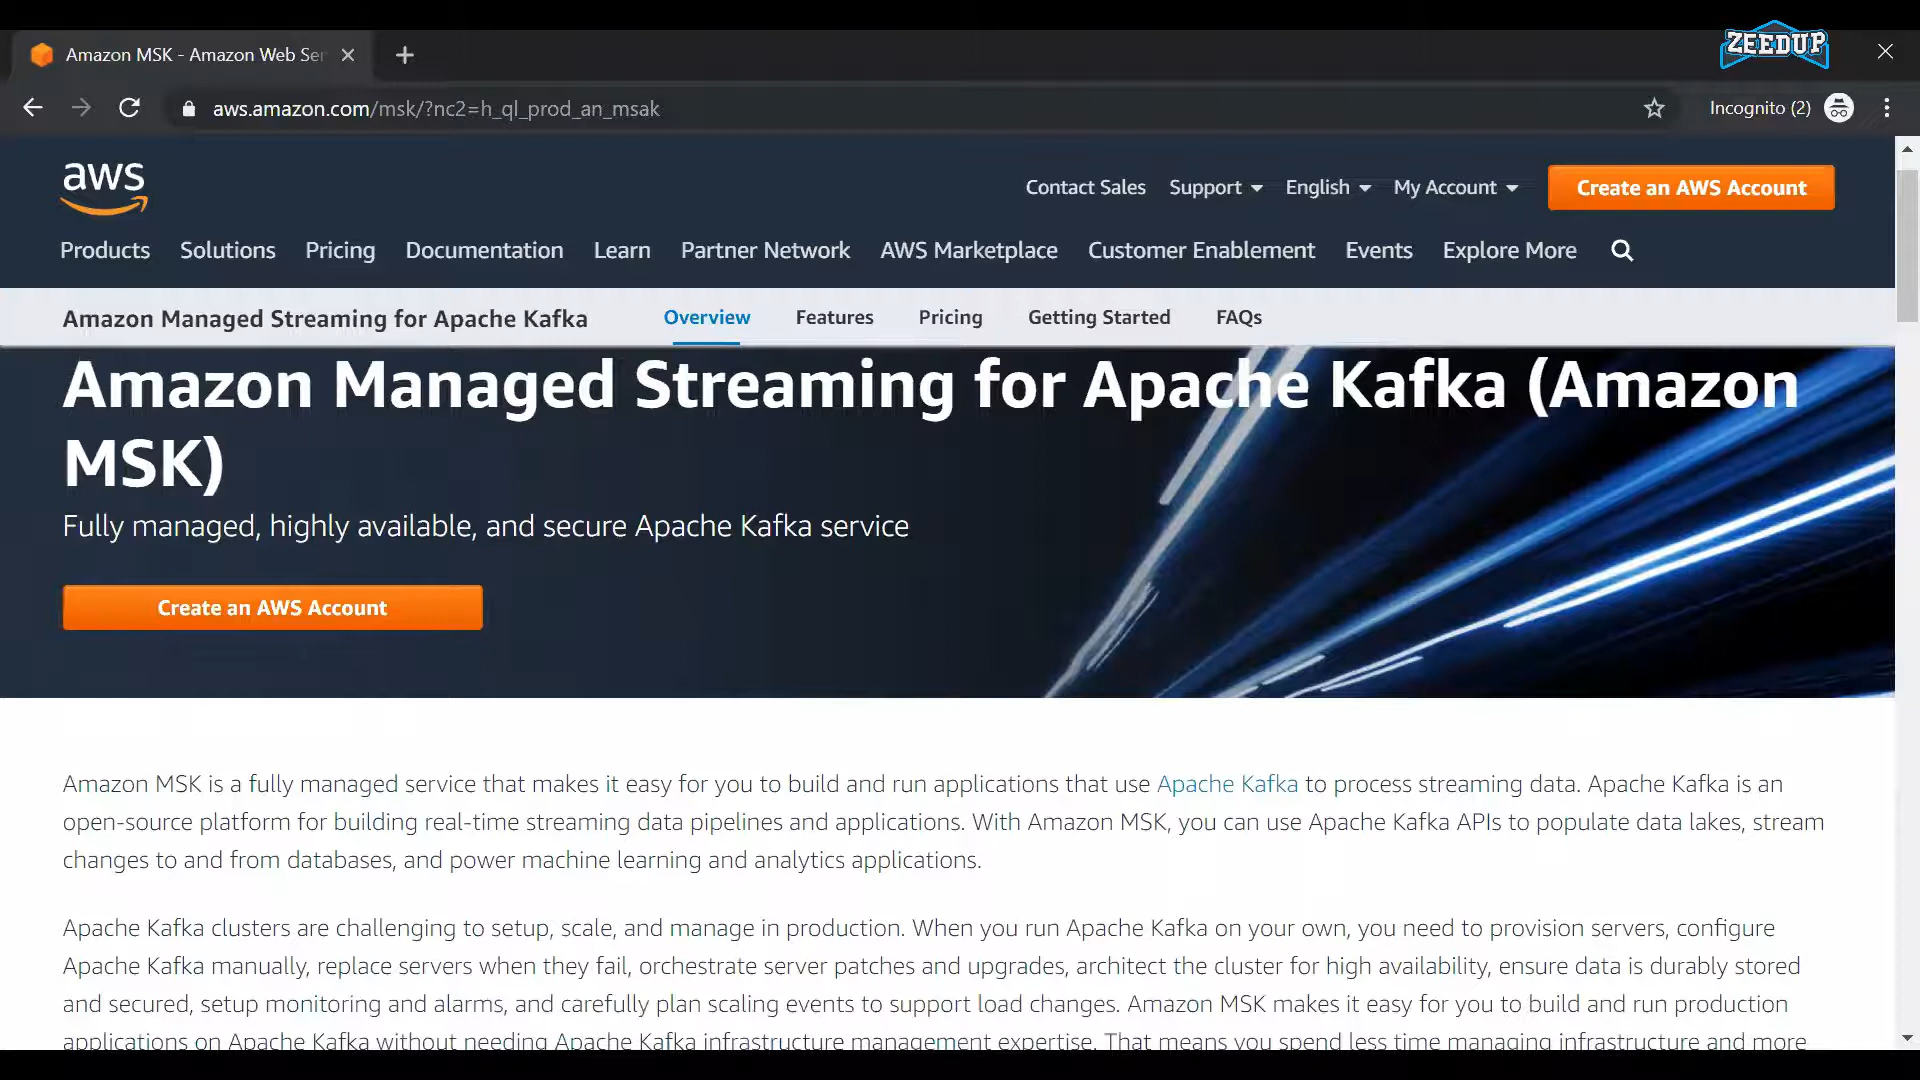 ZEEDUP
Amazon MSK - Amazon Web Ser
aws.amazon.com/msk/?nc2=h_ql_prod_an_msak
Incognito (2)
aws
Contact Sales Support English My Account Create an AWS Account
Products Solutions Pricing Documentation Learn Partner Network AWS Marketplace Customer Enablement Events Explore More
Amazon Managed Streaming for Apache Kafka Overview Features Pricing Getting Started FAQs
Amazon Managed Streaming for Apache Kafka (Amazon
MSK)
Fully managed, highly available, and secure Apache Kafka service
Create an AWS Account
Amazon MSK is a fully managed service that makes it easy for you to build and run applications that use Apache Kafka to process streaming data. Apache Kafka is an
open-source platform for building real-time streaming data pipelines and applications. With Amazon MSK, you can use Apache Kafka APIs to populate data lakes, stream
changes to and from databases, and power machine learning and analytics applications.
Apache Kafka clusters are challenging to setup, scale, and manage in production. When you run Apache Kafka on your own, you need to provision servers, configure
Apache Kafka manually, replace servers when they fail, orchestrate server patches and upgrades, architect the cluster for high availability, ensure data is durably stored
and secured, setup monitoring and alarms, and carefully plan scaling events to support load changes. Amazon MSK makes it easy for you to build and run production
applications on Apache Kafka without needing Apache Kafka infrastructure management expertise. That means you spend less time managing infrastructure and more